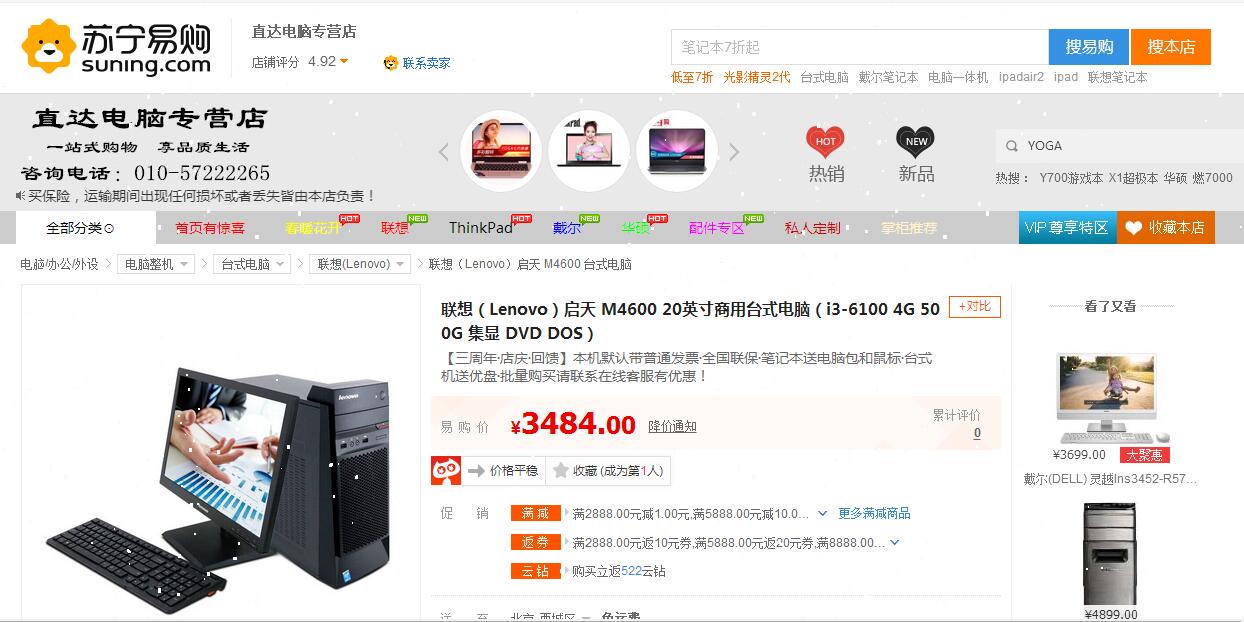 苏宁易购
suning.com
直达电脑专营店
店铺评分 4.92
联系卖家
笔记本7折起
搜易购
搜本店
低至7折 光影精灵2代 台式电脑 戴尔笔记本 电脑一体机 ipadair2 ipad 联想笔记本
直达电脑专营店
一站式购物 享品质生活
咨询电话：010-57222265
买保险，运输期间出现任何损坏或者丢失皆由本店负责！
HOT
热销
NEW
新品
YOGA
热搜： Y700游戏本 X1超极本 华硕 燃7000
全部分类
首页有惊喜
春暖花开 HOT
联想 NEW
ThinkPad HOT
戴尔 NEW
华硕 HOT
配件专区 NEW
私人定制
掌柜推荐
VIP尊享特区
收藏本店
电脑/办公/外设 > 电脑整机 > 台式电脑 > 联想(Lenovo) > 联想（Lenovo）启天 M4600 台式电脑
联想（Lenovo）启天 M4600 20英寸商用台式电脑（i3-6100 4G 50
0G 集显 DVD DOS）
+对比
【三周年·店庆·回馈】本机默认带普通发票·全国联保·笔记本送电脑包和鼠标·台式
机送优盘·批量购买请联系在线客服有优惠！
易购价 ¥3484.00 降价通知
累计评价
0
价格平稳
收藏 (成为第1人)
促销
满减 满2888.00元减1.00元,满5888.00元减10.0... 更多满减商品
返券 满2888.00元返10元券,满5888.00元返20元券,满8888.00...
云钻 购买立返522云钻
送至 北京 西城区 免运费
lenovo
看了又看
¥3699.00 大聚惠
戴尔(DELL) 灵越Ins3452-R57...
¥4899.00